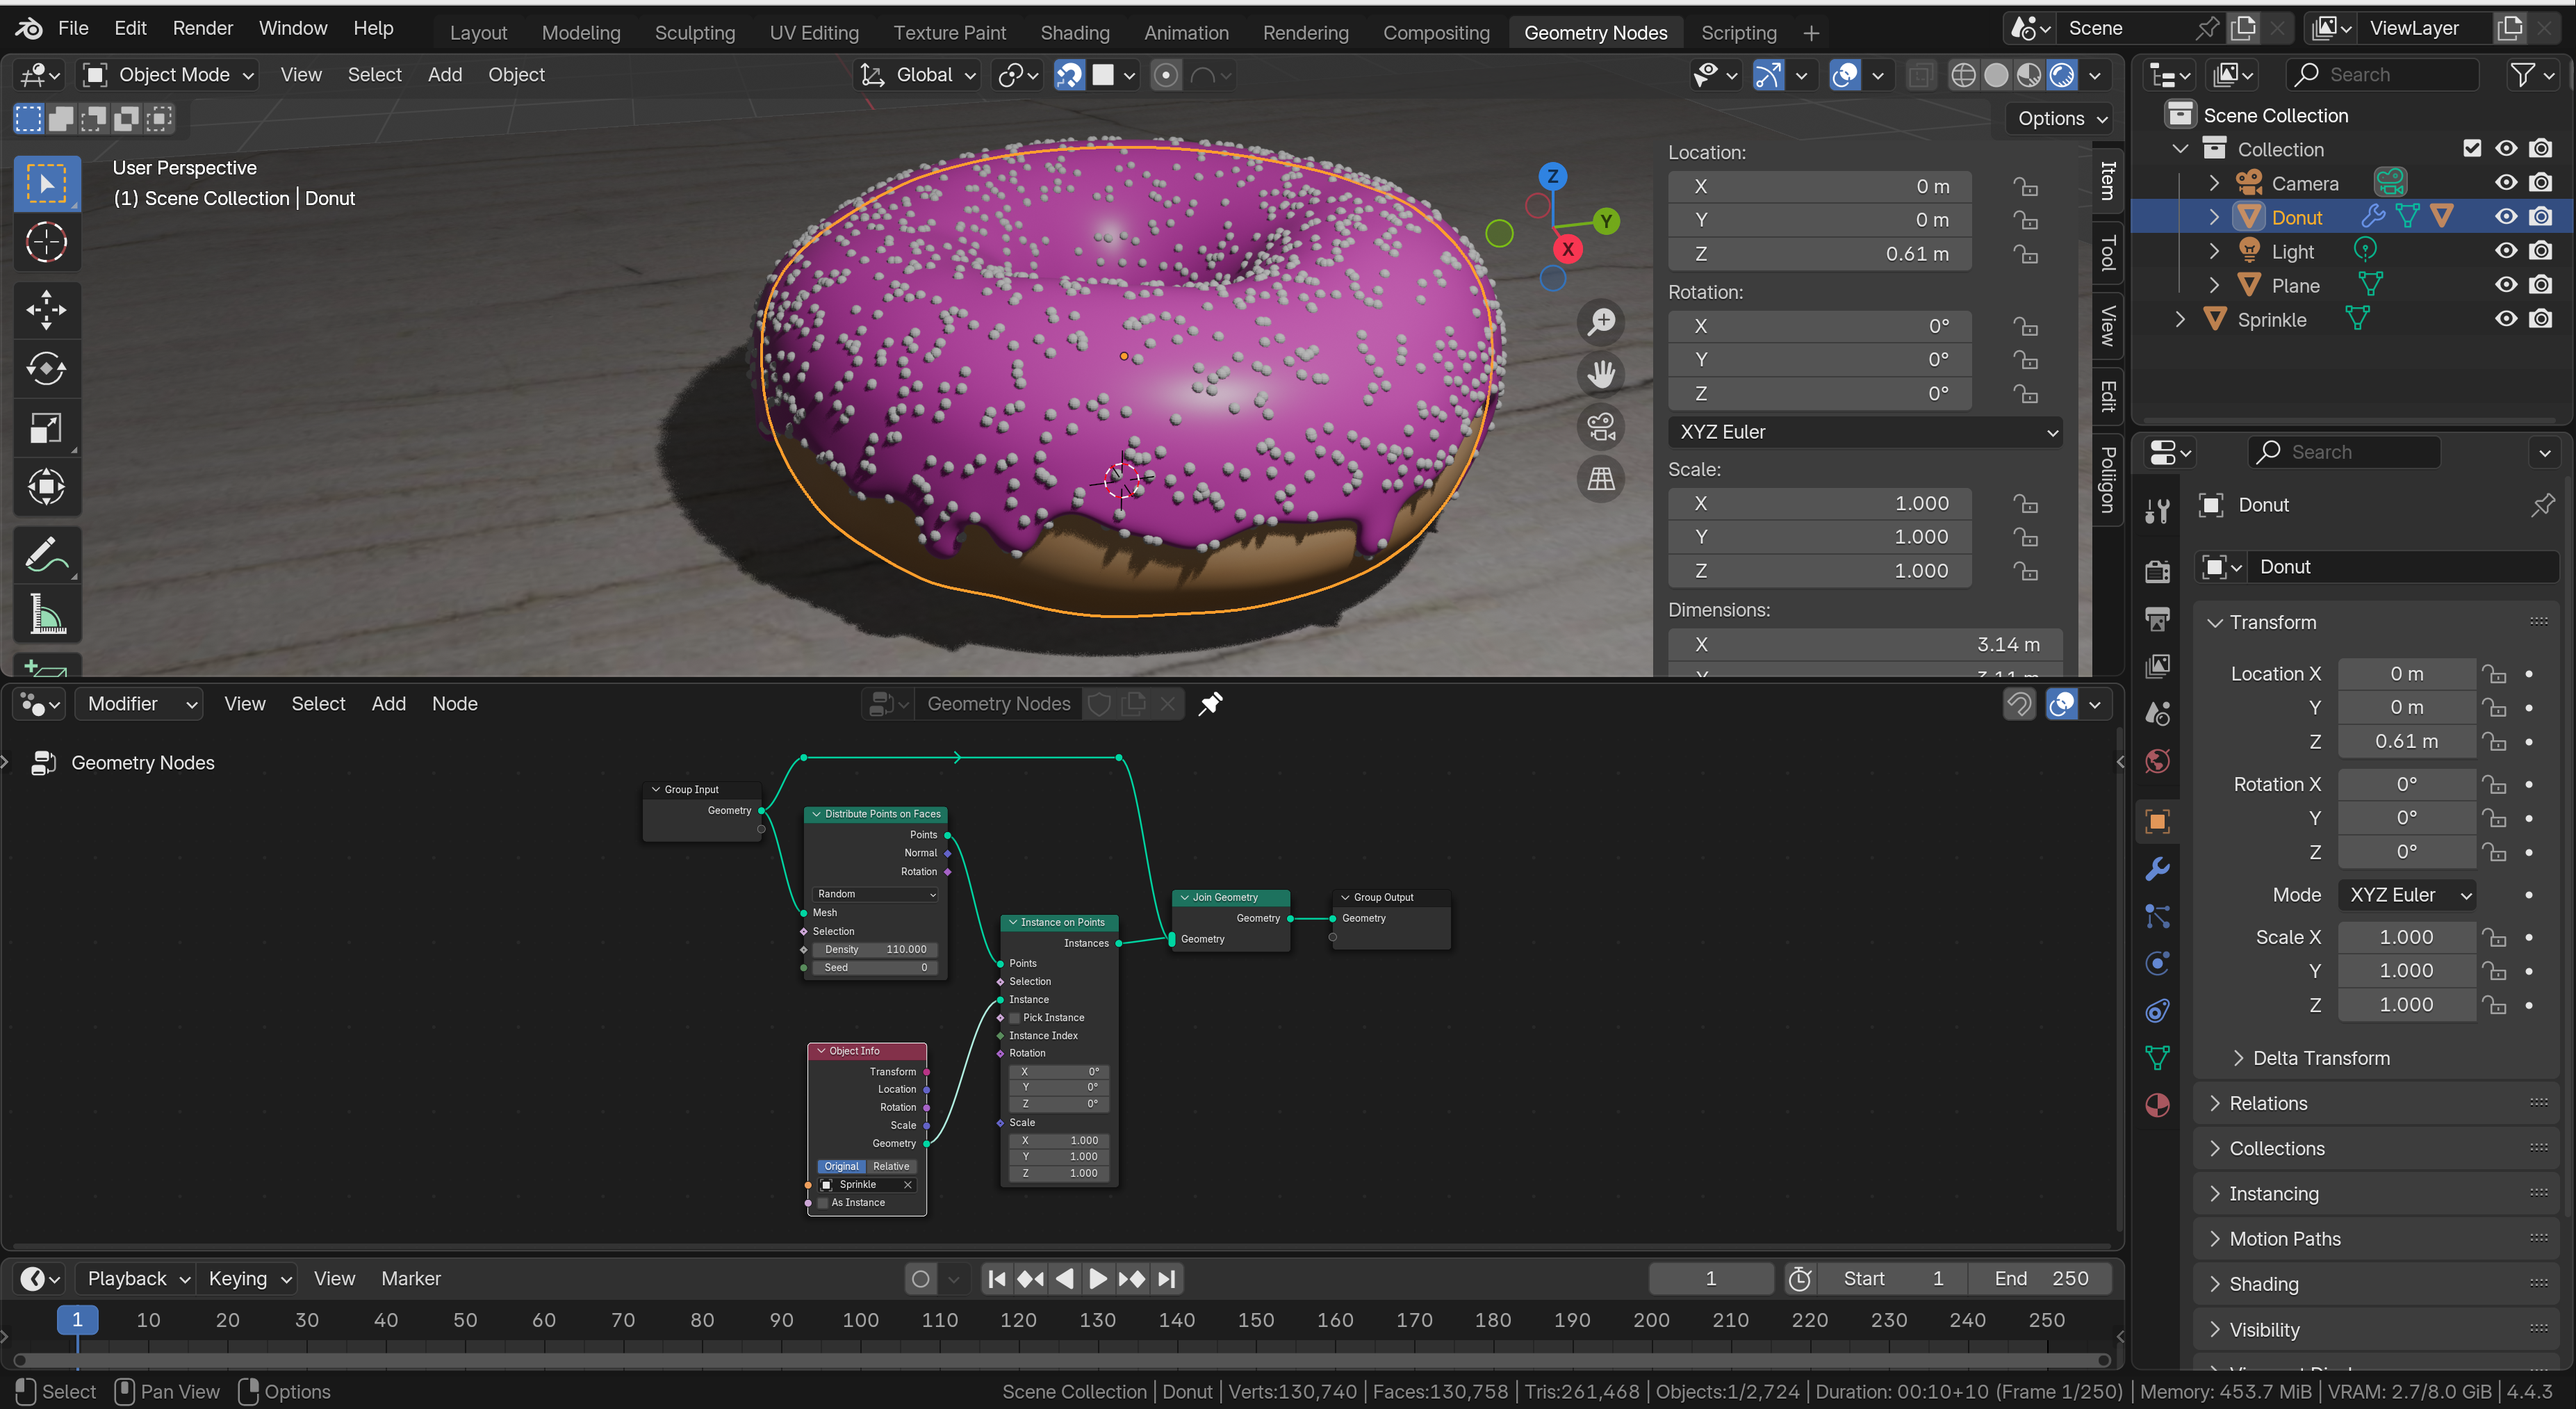 File Edit Render Window Help Layout Modeling Sculpting UV Editing Texture Paint Shading Animation Rendering Compositing Geometry Nodes Scripting + Scene ViewLayer
Object Mode View Select Add Object Global Search
Options
User Perspective
(1) Scene Collection | Donut
Location:
X 0 m
Y 0 m
Z 0.61 m
Rotation:
X 0°
Y 0°
Z 0°
XYZ Euler
Scale:
X 1.000
Y 1.000
Z 1.000
Dimensions:
X 3.14 m
Y 3.11 m
Z
Y
X
Item
Tool
View
Edit
Poliigon
Scene Collection
Collection
Camera
Donut
Light
Plane
Sprinkle
Search
Donut
Donut
Transform
Location X 0 m
Y 0 m
Z 0.61 m
Rotation X 0°
Y 0°
Z 0°
Mode XYZ Euler
Scale X 1.000
Y 1.000
Z 1.000
Delta Transform
Relations
Collections
Instancing
Motion Paths
Shading
Visibility
Modifier View Select Add Node Geometry Nodes
Geometry Nodes
Group Input
Geometry
Distribute Points on Faces
Points
Normal
Rotation
Random
Mesh
Selection
Density 110.000
Seed 0
Object Info
Transform
Location
Rotation
Scale
Geometry
Original Relative
Sprinkle
As Instance
Instance on Points
Instances
Points
Selection
Instance
Pick Instance
Instance Index
Rotation
X 0°
Y 0°
Z 0°
Scale
X 1.000
Y 1.000
Z 1.000
Join Geometry
Geometry
Geometry
Group Output
Geometry
Playback Keying View Marker 1 Start 1 End 250
1 10 20 30 40 50 60 70 80 90 100 110 120 130 140 150 160 170 180 190 200 210 220 230 240 250
Select Pan View Options Scene Collection | Donut | Verts:130,740 | Faces:130,758 | Tris:261,468 | Objects:1/2,724 | Duration: 00:10+10 (Frame 1/250) | Memory: 453.7 MiB | VRAM: 2.7/8.0 GiB | 4.4.3